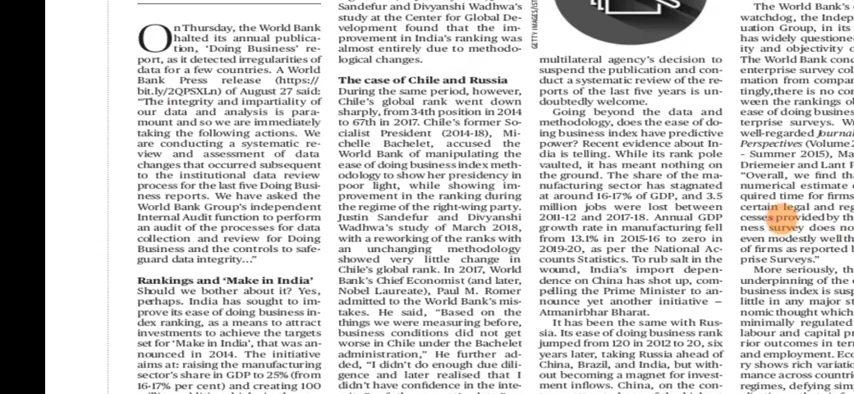 On Thursday, the World Bank
halted its annual publica-
tion, ‘Doing Business’ re-
port, as it detected irregularities of
data for a few countries. A World
Bank Press release (https://
bit.ly/2QPSXLn) of August 27 said:
“The integrity and impartiality of
our data and analysis is para-
mount and so we are immediately
taking the following actions. We
are conducting a systematic re-
view and assessment of data
changes that occurred subsequent
to the institutional data review
process for the last five Doing Busi-
ness reports. We have asked the
World Bank Group’s independent
Internal Audit function to perform
an audit of the processes for data
collection and review for Doing
Business and the controls to safe-
guard data integrity...”
Rankings and ‘Make in India’
Should we bother about it? Yes,
perhaps. India has sought to im-
prove its ease of doing business in-
dex ranking, as a means to attract
investments to achieve the targets
set for ‘Make in India’, that was an-
nounced in 2014. The initiative
aims at: raising the manufacturing
sector’s share in GDP to 25% (from
16-17% per cent) and creating 100
Sandefur and Divyanshi Wadhwa’s
study at the Center for Global De-
velopment found that the im-
provement in India’s ranking was
almost entirely due to methodo-
logical changes.
The case of Chile and Russia
During the same period, however,
Chile’s global rank went down
sharply, from 34th position in 2014
to 67th in 2017. Chile’s former So-
cialist President (2014-18), Mi-
chelle Bachelet, accused the
World Bank of manipulating the
ease of doing business index meth-
odology to show her presidency in
poor light, while showing im-
provement in the ranking during
the regime of the right-wing party.
Justin Sandefur and Divyanshi
Wadhwa’s study of March 2018,
with a reworking of the ranks with
an unchanging methodology
showed very little change in
Chile’s global rank. In 2017, World
Bank’s Chief Economist (and later,
Nobel Laureate), Paul M. Romer
admitted to the World Bank’s mis-
takes. He said, “Based on the
things we were measuring before,
business conditions did not get
worse in Chile under the Bachelet
administration,” He further ad-
ded, “I didn’t do enough due dili-
gence and later realised that I
didn’t have confidence in the inte-
GETTY IMAGES/IS
multilateral agency’s decision to
suspend the publication and con-
duct a systematic review of the re-
ports of the last five years is un-
doubtedly welcome.
Going beyond the data and
methodology, does the ease of do-
ing business index have predictive
power? Recent evidence about In-
dia is telling. While its rank pole
vaulted, it has meant nothing on
the ground. The share of the ma-
nufacturing sector has stagnated
at around 16-17% of GDP, and 3.5
million jobs were lost between
2011-12 and 2017-18. Annual GDP
growth rate in manufacturing fell
from 13.1% in 2015-16 to zero in
2019-20, as per the National Ac-
counts Statistics. To rub salt in the
wound, India’s import depen-
dence on China has shot up, com-
pelling the Prime Minister to an-
nounce yet another initiative —
Atmanirbhar Bharat.
It has been the same with Rus-
sia. Its ease of doing business rank
jumped from 120 in 2012 to 20, six
years later, taking Russia ahead of
China, Brazil, and India, but with-
out becoming a magnet for invest-
ment inflows. China, on the con-
The World Bank’s
watchdog, the Indep
uation Group, in its
has widely questione
ity and objectivity o
The World Bank con
enterprise survey col
mation from compar
tingly, there is no cor
ween the rankings o
ease of doing busines
terprise surveys. Wr
well-regarded Journal
Perspectives (Volume 2
- Summer 2015), Ma
Driemeier and Lant P
“Overall, we find tha
numerical estimate o
quired time for firms
certain legal and reg
cesses provided by th
ness survey does no
even modestly well th
of firms as reported b
prise Surveys.”
More seriously, th
underpinning of the
business index is susp
little in any major st
nomic thought which
minimally regulated
labour and capital p
rior outcomes in ter
and employment. Eco
ry shows rich variatio
mance across countri
regimes, defying sim